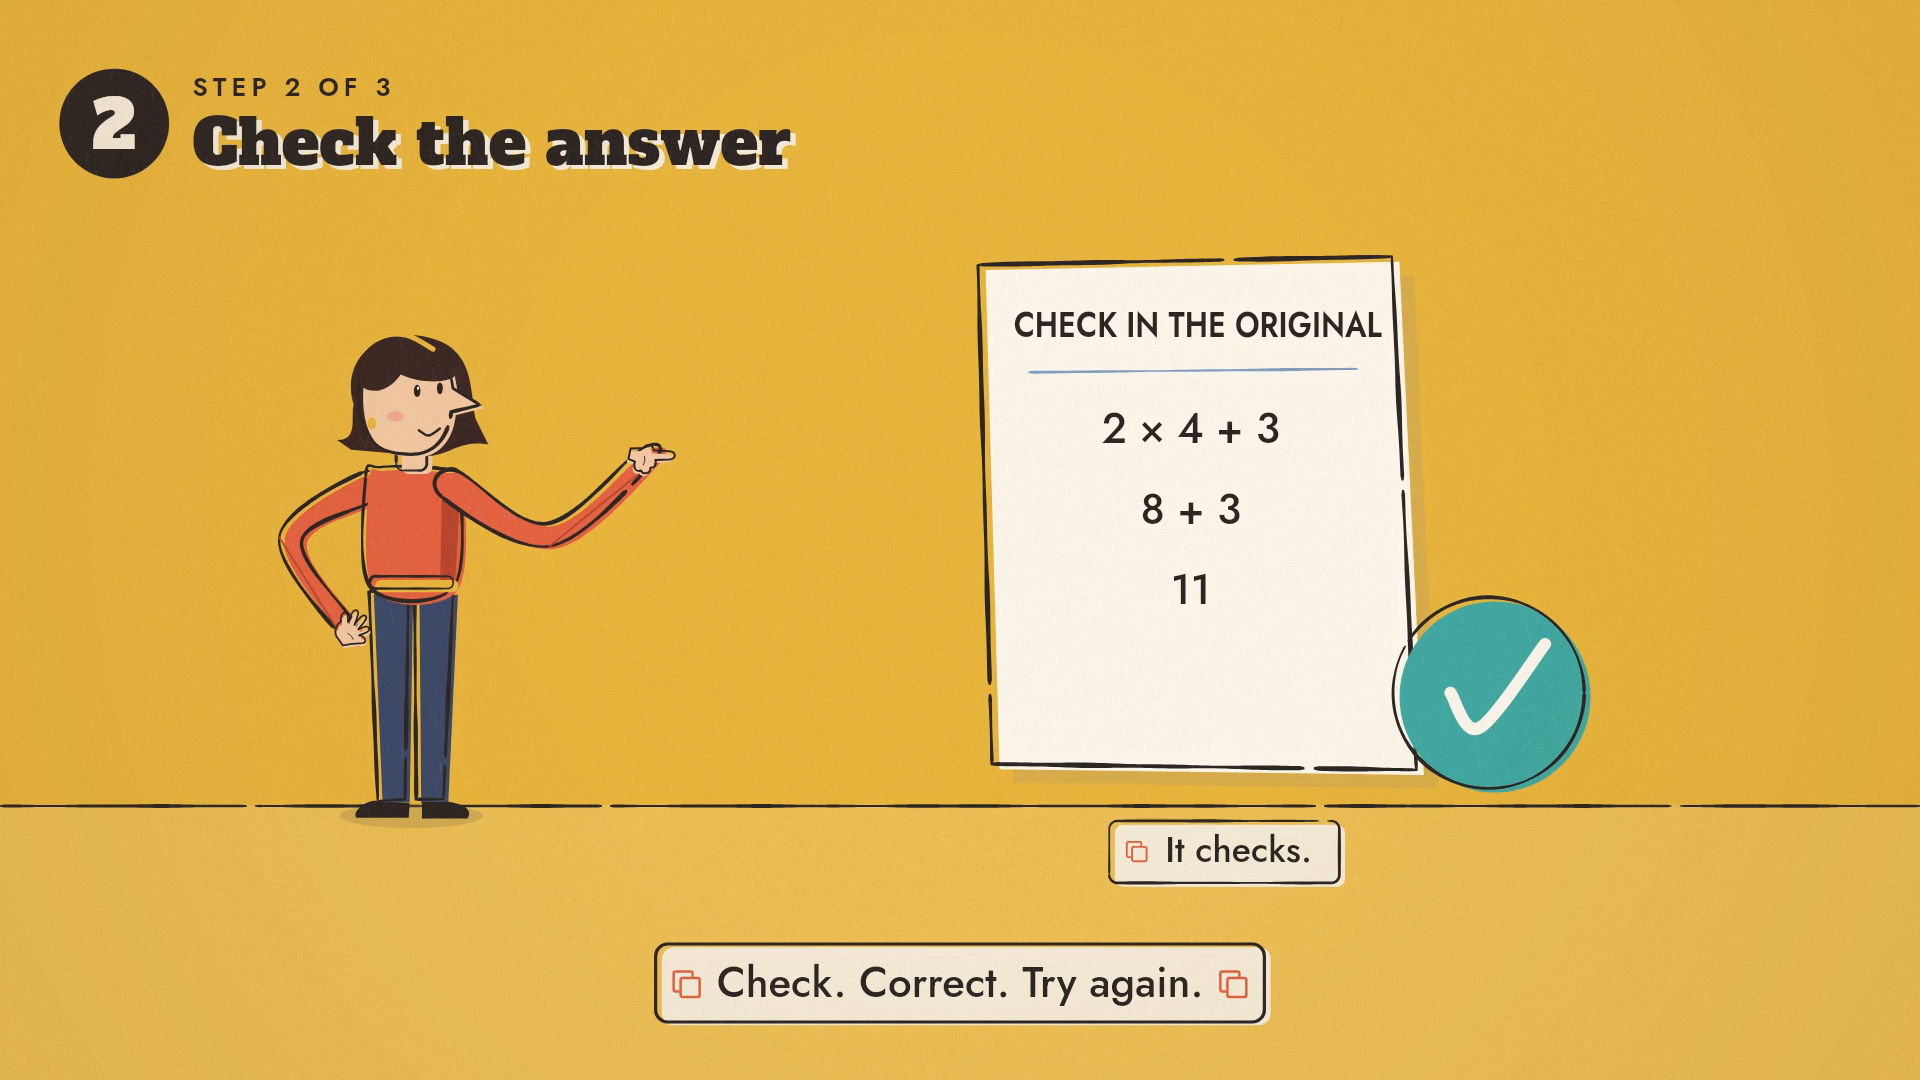 2
STEP 2 OF 3
Check the answer
CHECK IN THE ORIGINAL
2 × 4 + 3
8 + 3
11
It checks.
Check. Correct. Try again.